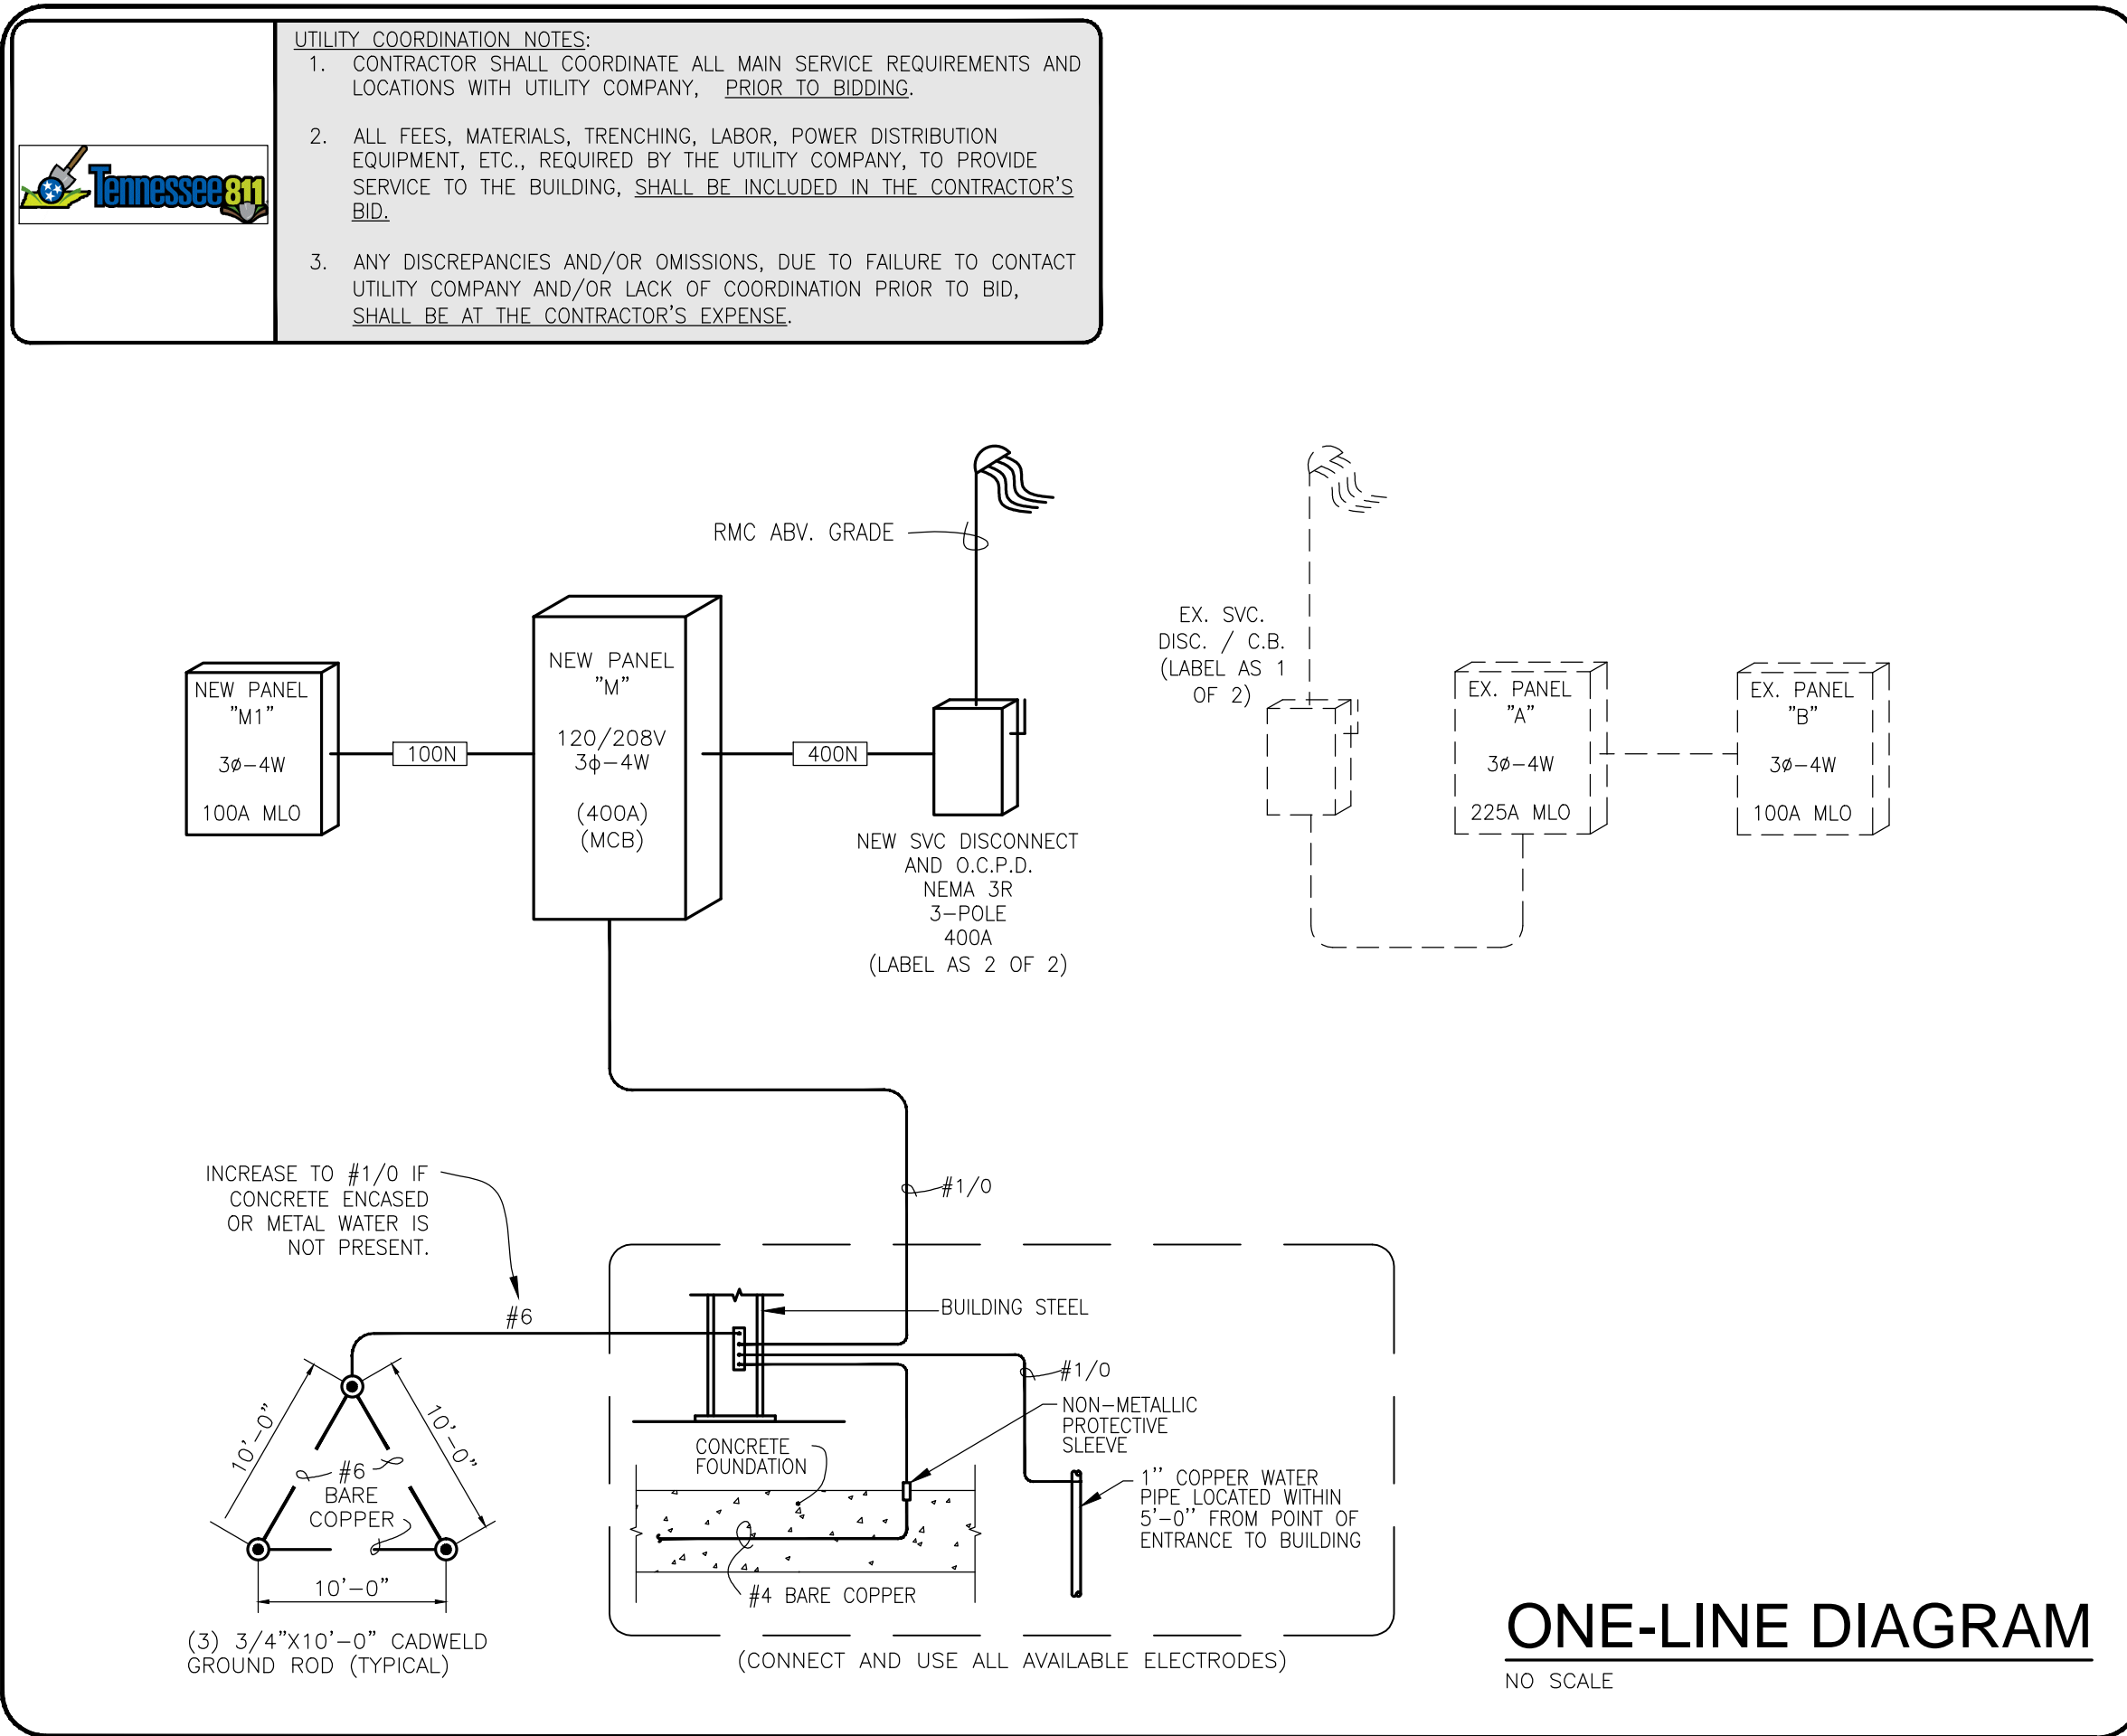 UTILITY COORDINATION NOTES:
1. CONTRACTOR SHALL COORDINATE ALL MAIN SERVICE REQUIREMENTS AND
LOCATIONS WITH UTILITY COMPANY, PRIOR TO BIDDING.
2. ALL FEES, MATERIALS, TRENCHING, LABOR, POWER DISTRIBUTION
EQUIPMENT, ETC., REQUIRED BY THE UTILITY COMPANY, TO PROVIDE
SERVICE TO THE BUILDING, SHALL BE INCLUDED IN THE CONTRACTOR'S
BID.
3. ANY DISCREPANCIES AND/OR OMISSIONS, DUE TO FAILURE TO CONTACT
UTILITY COMPANY AND/OR LACK OF COORDINATION PRIOR TO BID,
SHALL BE AT THE CONTRACTOR'S EXPENSE.
Tennessee811
RMC ABV. GRADE
NEW PANEL
"M1"
3ø-4W
100A MLO
100N
NEW PANEL
"M"
120/208V
3ϕ-4W
(400A)
(MCB)
400N
NEW SVC DISCONNECT
AND O.C.P.D.
NEMA 3R
3-POLE
400A
(LABEL AS 2 OF 2)
EX. SVC.
DISC. / C.B.
(LABEL AS 1
OF 2)
EX. PANEL
"A"
3ø-4W
225A MLO
EX. PANEL
"B"
3ø-4W
100A MLO
INCREASE TO #1/0 IF
CONCRETE ENCASED
OR METAL WATER IS
NOT PRESENT.
#6
#1/0
BUILDING STEEL
#1/0
NON-METALLIC
PROTECTIVE
SLEEVE
CONCRETE
FOUNDATION
1'' COPPER WATER
PIPE LOCATED WITHIN
5'-0'' FROM POINT OF
ENTRANCE TO BUILDING
#4 BARE COPPER
10'-0"
10'-0"
#6
BARE
COPPER
10'-0"
(3) 3/4"X10'-0" CADWELD
GROUND ROD (TYPICAL)
(CONNECT AND USE ALL AVAILABLE ELECTRODES)
ONE-LINE DIAGRAM
NO SCALE